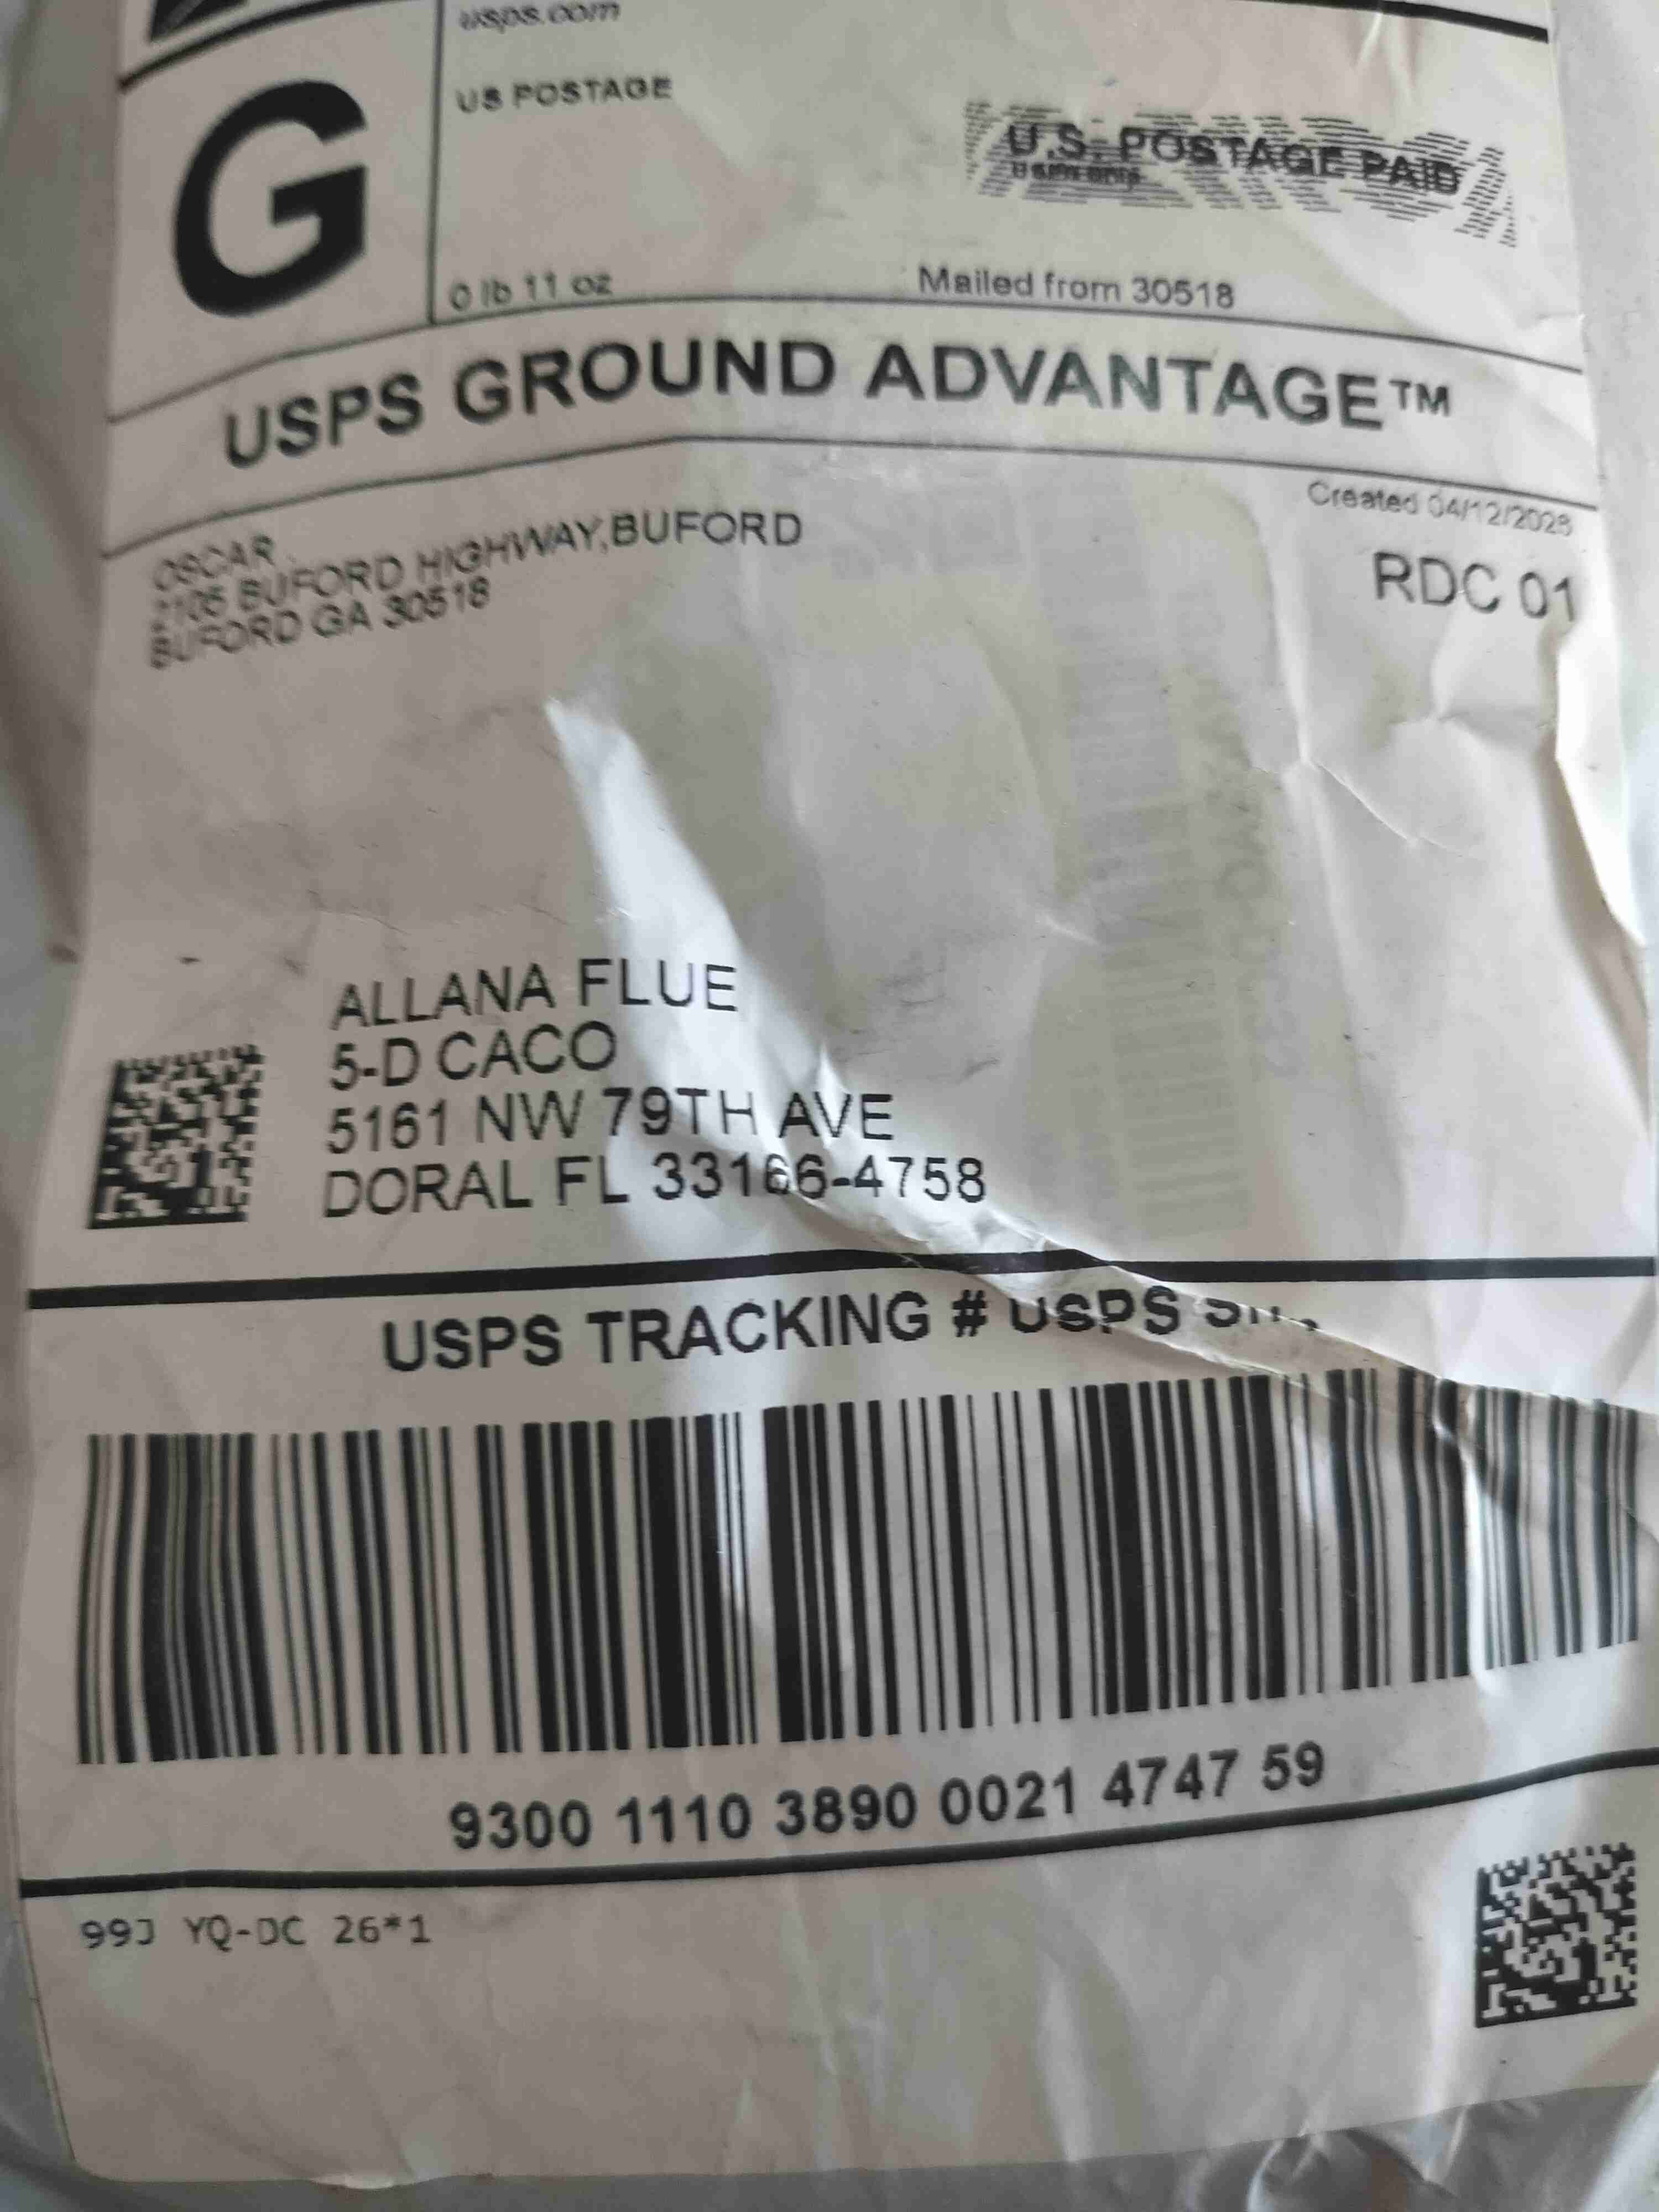 usps.com
US POSTAGE
U.S. POSTAGE PAID
0 lb 11 oz
Mailed from 30518
G
USPS GROUND ADVANTAGE™
Created 04/12/2025
RDC 01
OSCAR
BUFORD HIGHWAY,BUFORD
BUFORD GA 30518
ALLANA FLUE
5-D CACO
5161 NW 79TH AVE
DORAL FL 33166-4758
USPS TRACKING # USPS
9300 1110 3890 0021 4747 59
99J YQ-DC 26*1